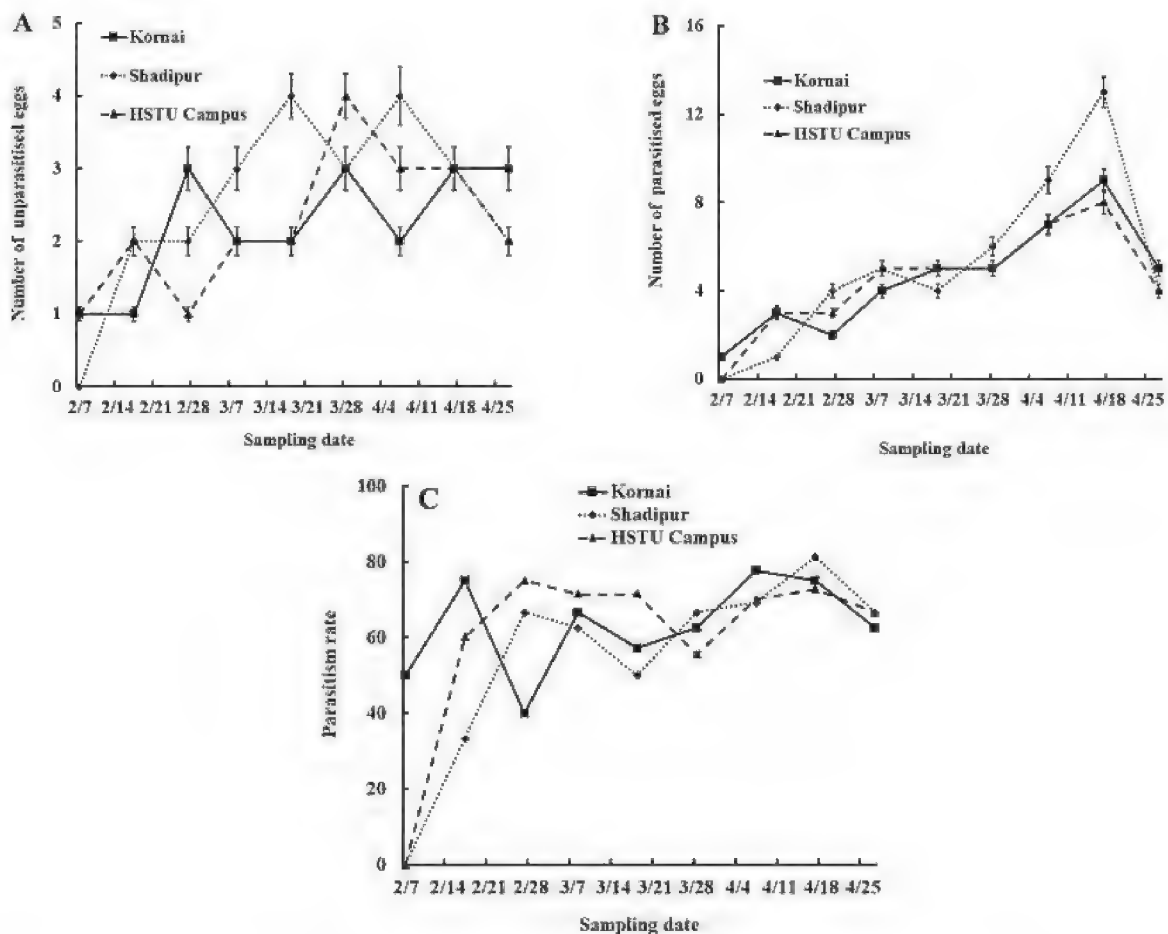 A
Kornai
Shadipur
HSTU Campus
Number of unparasitised eggs
5
4
3
2
1
0
2/7 2/14 2/21 2/28 3/7 3/14 3/21 3/28 4/4 4/11 4/18 4/25
Sampling date
B
Kornai
Shadipur
HSTU Campus
Number of parasitised eggs
16
12
8
4
0
2/7 2/14 2/21 2/28 3/7 3/14 3/21 3/28 4/4 4/11 4/18 4/25
Sampling date
C
Kornai
Shadipur
HSTU Campus
Parasitism rate
100
80
60
40
20
0
2/7 2/14 2/21 2/28 3/7 3/14 3/21 3/28 4/4 4/11 4/18 4/25
Sampling date